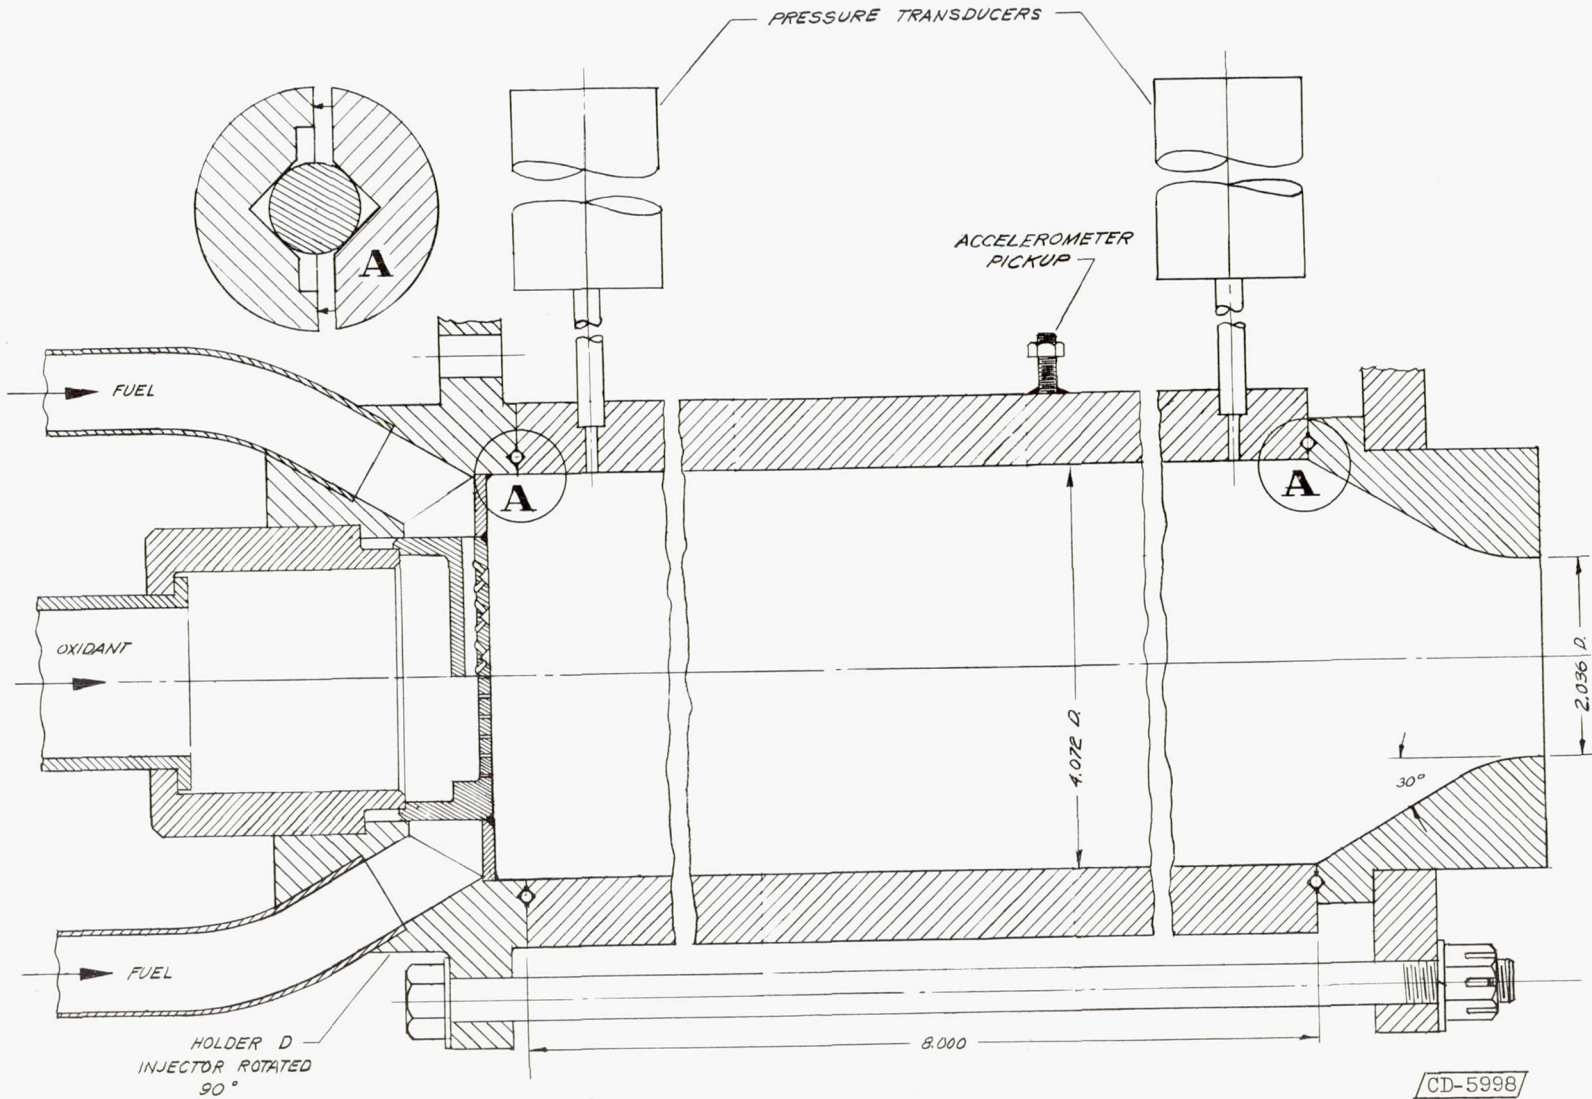 PRESSURE TRANSDUCERS
A
ACCELEROMETER
PICKUP
FUEL
A
A
OXIDANT
2.036 D.
4.072 D.
30°
FUEL
HOLDER D
INJECTOR ROTATED
90°
8.000
CD-5998